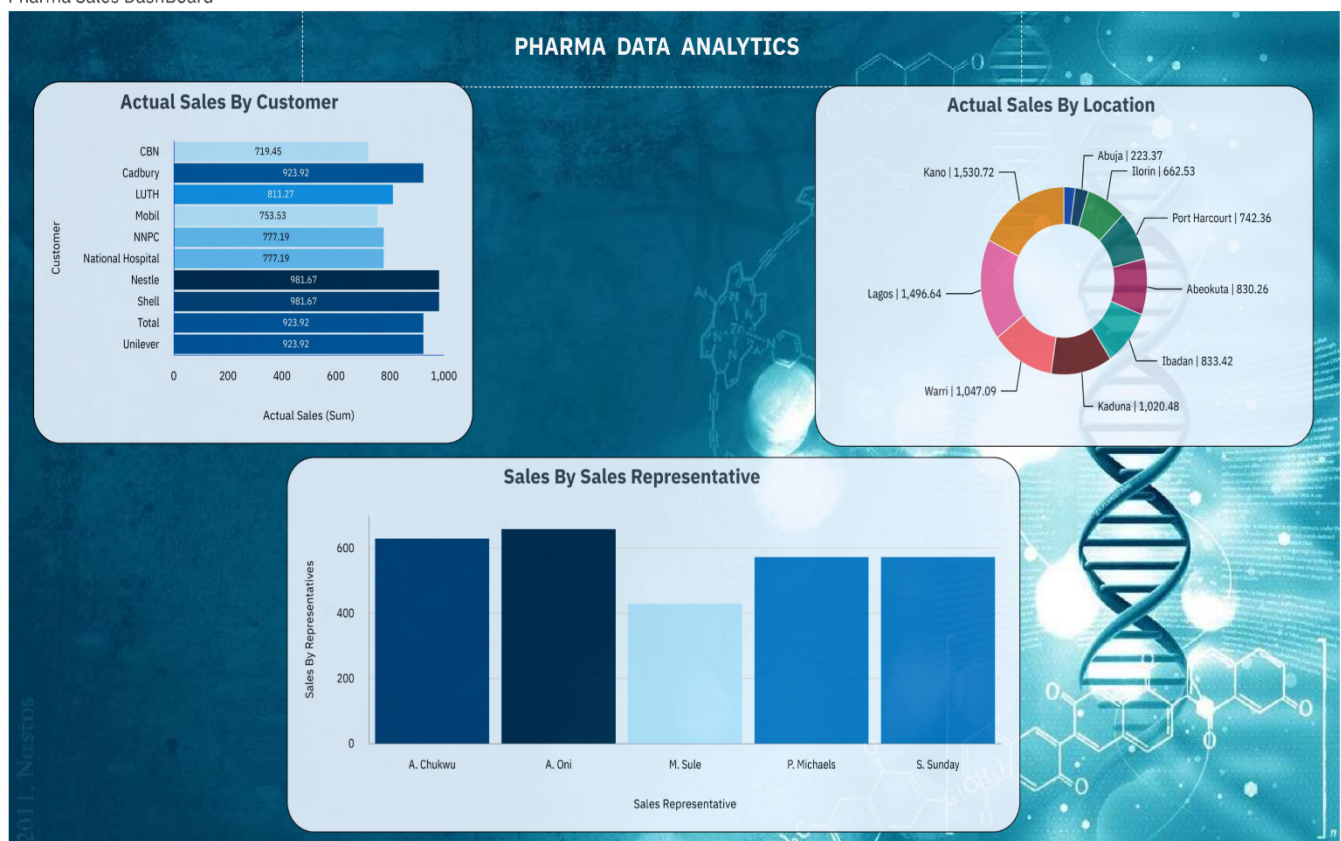 Pharma Sales DashBoard
PHARMA DATA ANALYTICS
Actual Sales By Customer
Customer
CBN 719.45
Cadbury 923.92
LUTH 811.27
Mobil 753.53
NNPC 777.19
National Hospital 777.19
Nestle 981.67
Shell 981.67
Total 923.92
Unilever 923.92
0 200 400 600 800 1,000
Actual Sales (Sum)
Actual Sales By Location
Abuja | 223.37
Ilorin | 662.53
Kano | 1,530.72
Port Harcourt | 742.36
Lagos | 1,496.64
Abeokuta | 830.26
Ibadan | 833.42
Warri | 1,047.09
Kaduna | 1,020.48
Sales By Sales Representative
Sales By Representatives
600
400
200
0
A. Chukwu A. Oni M. Sule P. Michaels S. Sunday
Sales Representative
O
O
O
O
O
O
n